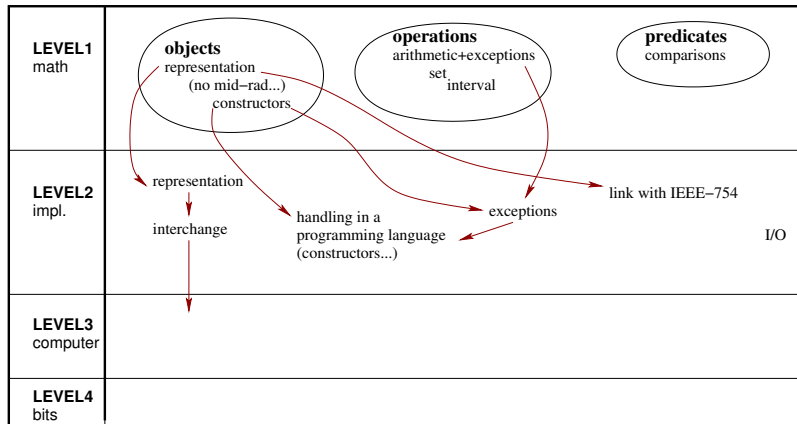 LEVEL1
math
objects
representation
(no mid−rad...)
constructors
operations
arithmetic+exceptions
set
interval
predicates
comparisons
LEVEL2
impl.
representation
interchange
handling in a
programming language
(constructors...)
exceptions
link with IEEE−754
I/O
LEVEL3
computer
LEVEL4
bits